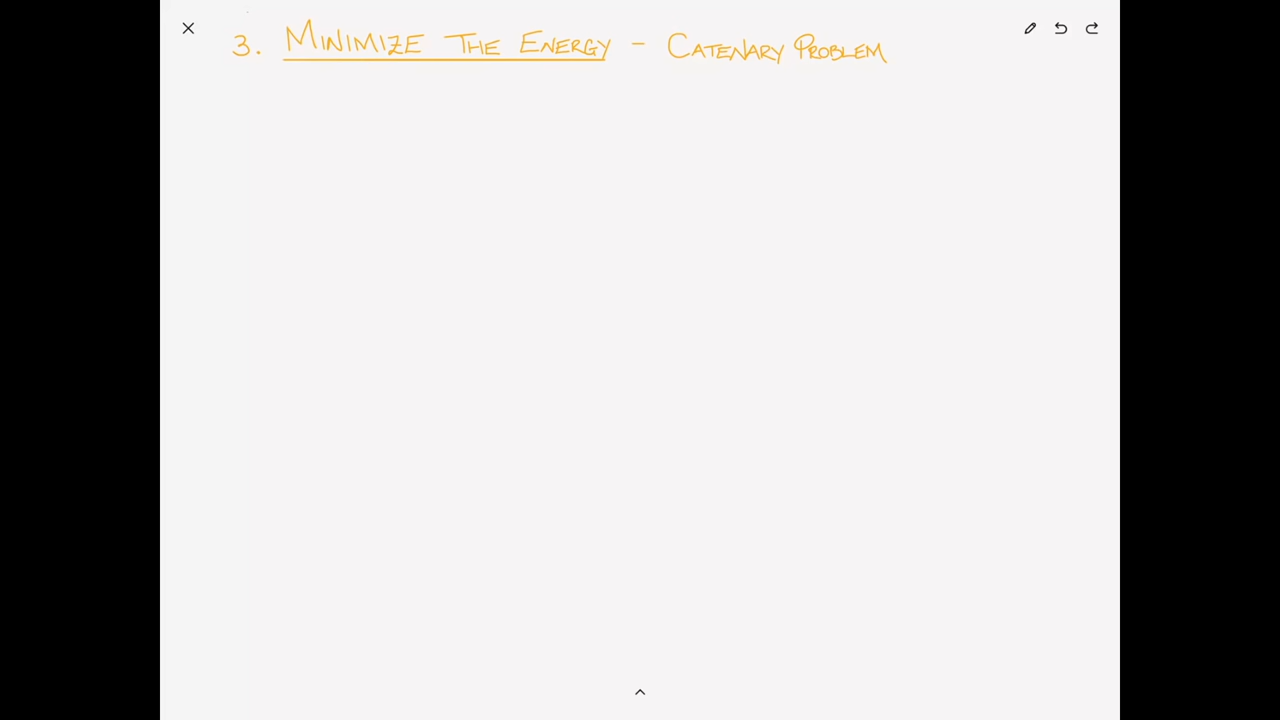 3. MINIMIZE THE ENERGY - CATENARY PROBLEM